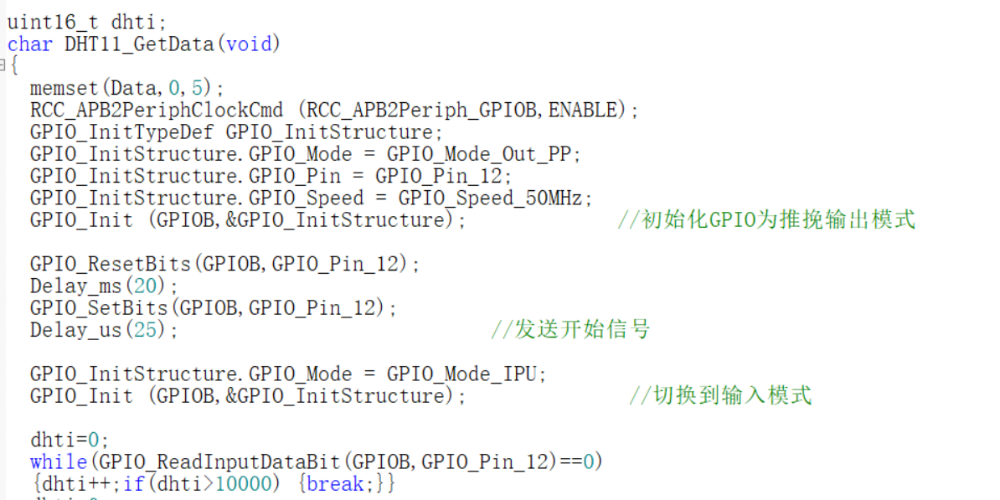 uint16_t dhti;
char DHT11_GetData(void)
{
memset(Data,0,5);
RCC_APB2PeriphClockCmd (RCC_APB2Periph_GPIOB,ENABLE);
GPIO_InitTypeDef GPIO_InitStructure;
GPIO_InitStructure.GPIO_Mode = GPIO_Mode_Out_PP;
GPIO_InitStructure.GPIO_Pin = GPIO_Pin_12;
GPIO_InitStructure.GPIO_Speed = GPIO_Speed_50MHz;
GPIO_Init (GPIOB,&GPIO_InitStructure); //初始化GPIO为推挽输出模式
GPIO_ResetBits(GPIOB,GPIO_Pin_12);
Delay_ms(20);
GPIO_SetBits(GPIOB,GPIO_Pin_12);
Delay_us(25); //发送开始信号
GPIO_InitStructure.GPIO_Mode = GPIO_Mode_IPU;
GPIO_Init (GPIOB,&GPIO_InitStructure); //切换到输入模式
dhti=0;
while(GPIO_ReadInputDataBit(GPIOB,GPIO_Pin_12)==0)
{dhti++;if(dhti>10000) {break;}}